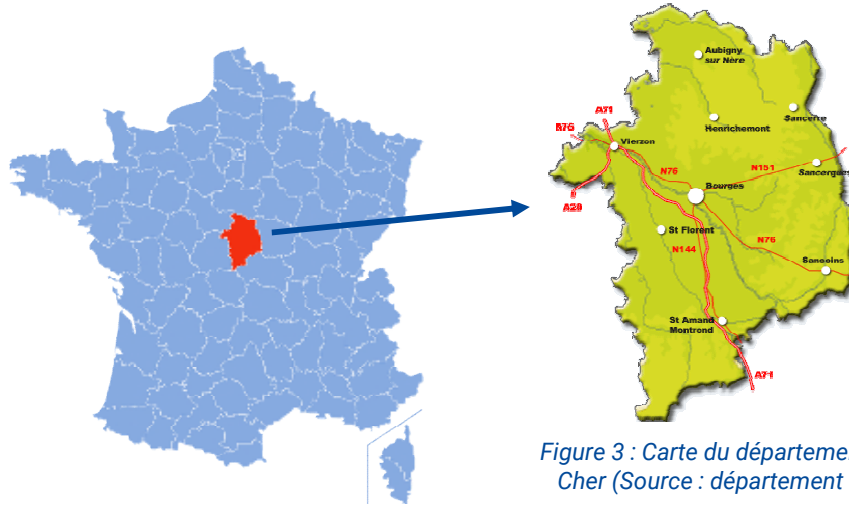 Aubigny
sur Nère
A71
Sancerre
N76
Henrichemont
Vierzon
N76
N151
Sancergues
Bourges
A20
St Florent
N144
N76
Sancoins
St Amand
Montrond
A71
Figure 3 : Carte du départeme
Cher (Source : département